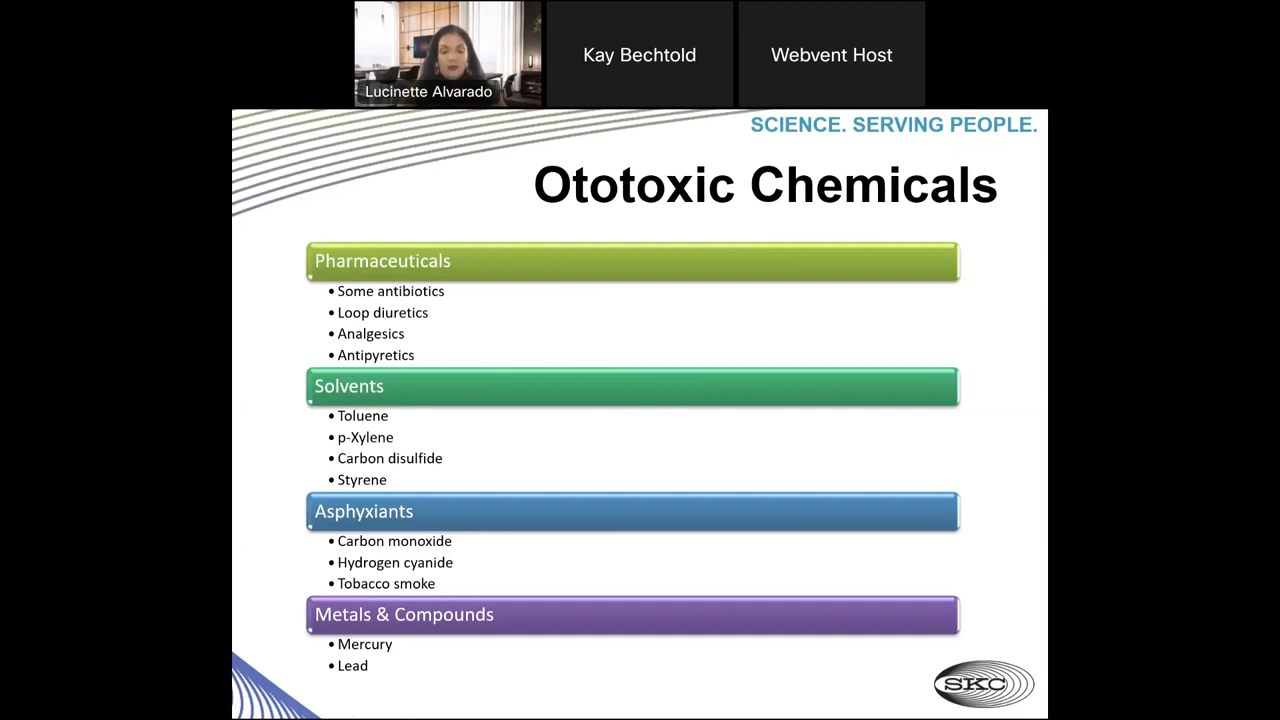 Lucinette Alvarado
Kay Bechtold
Webvent Host
SCIENCE. SERVING PEOPLE.
Ototoxic Chemicals
Pharmaceuticals
• Some antibiotics
• Loop diuretics
• Analgesics
• Antipyretics
Solvents
• Toluene
• p-Xylene
• Carbon disulfide
• Styrene
Asphyxiants
• Carbon monoxide
• Hydrogen cyanide
• Tobacco smoke
Metals & Compounds
• Mercury
• Lead
SKC